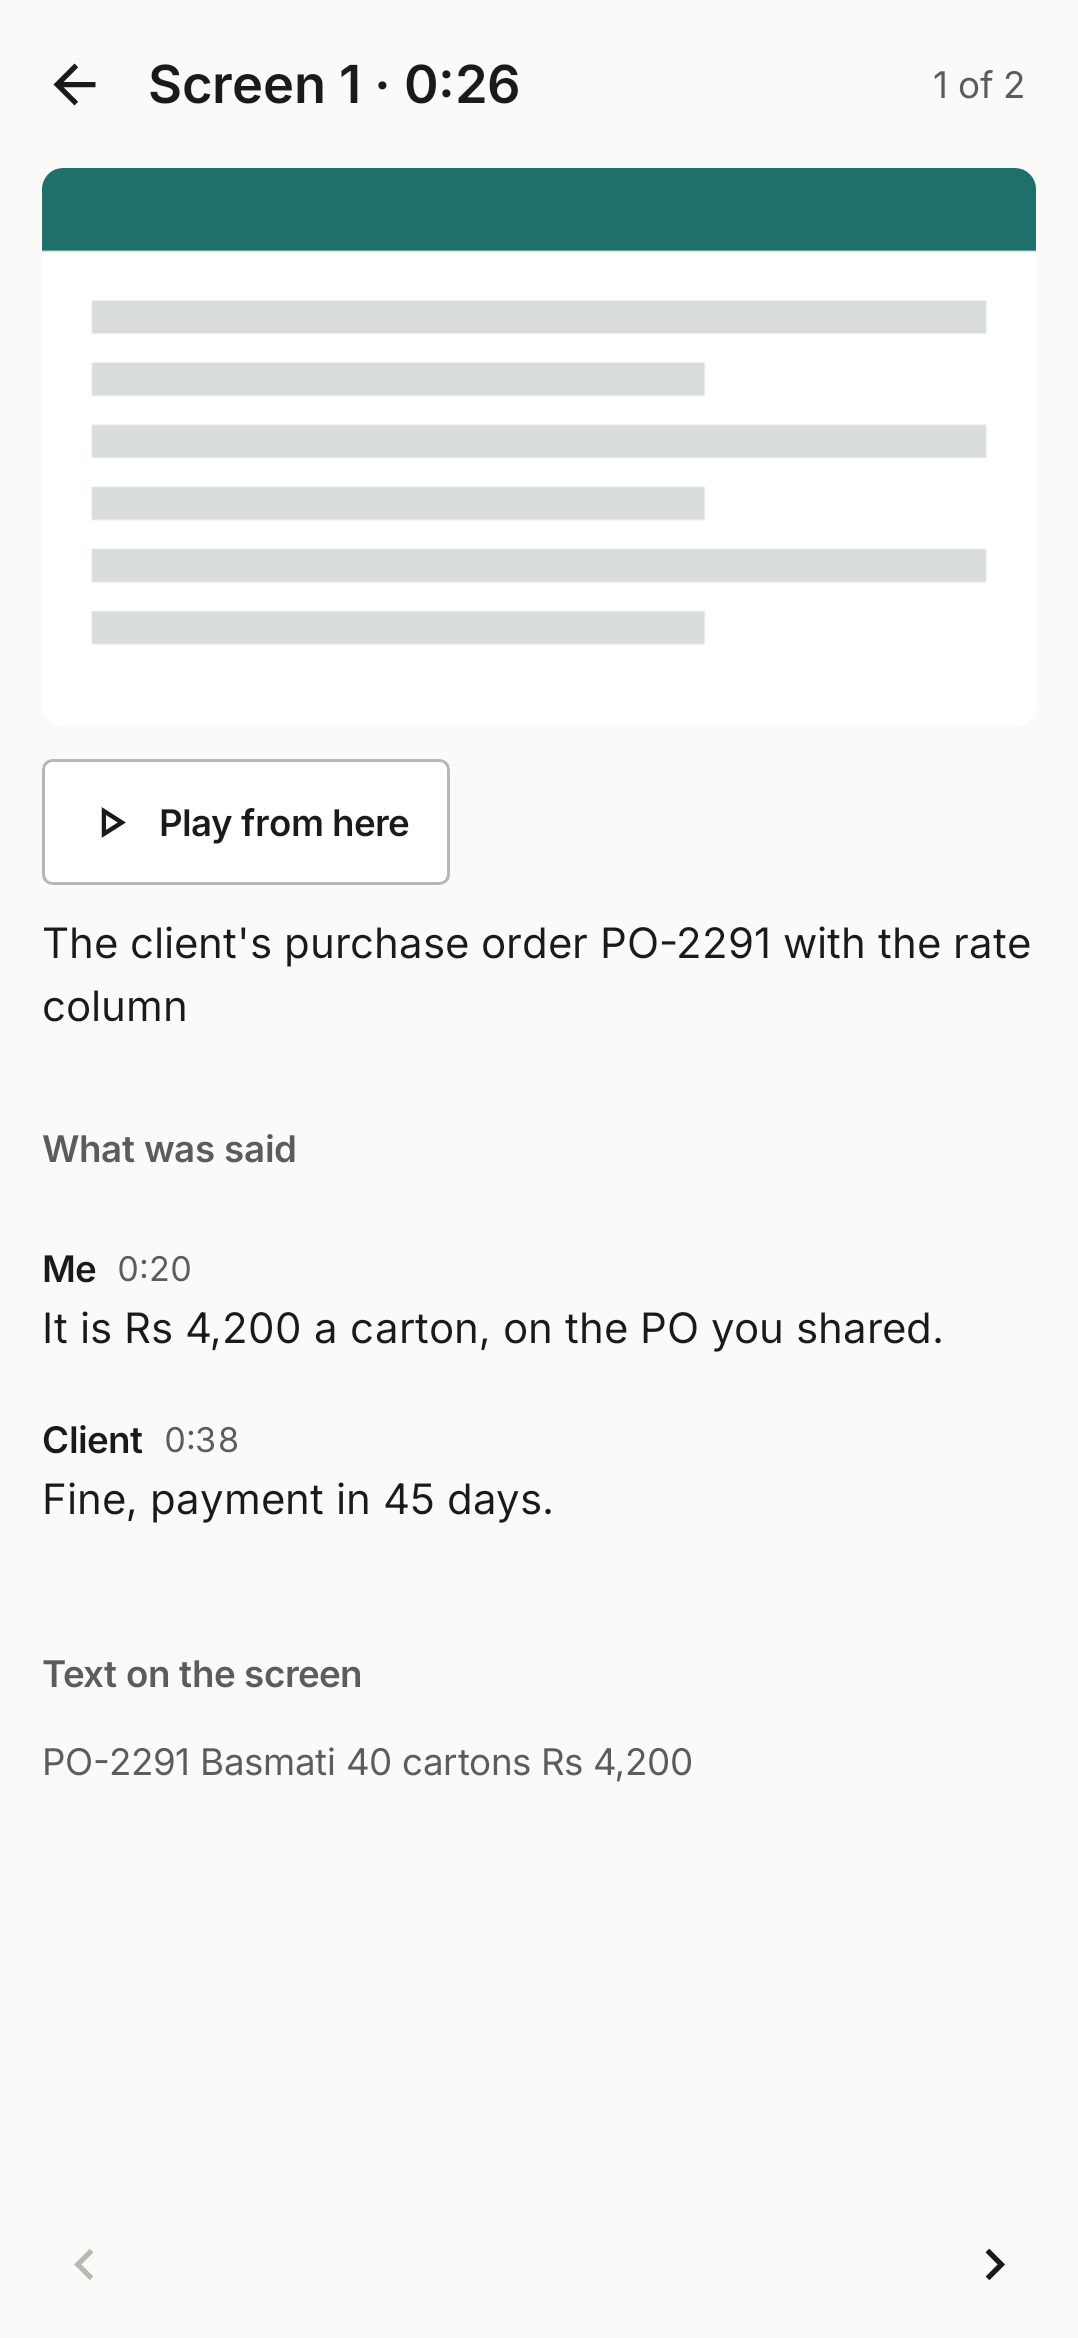 Screen 1 · 0:26
1 of 2
Play from here
The client's purchase order PO-2291 with the rate
column
What was said
Me 0:20
It is Rs 4,200 a carton, on the PO you shared.
Client 0:38
Fine, payment in 45 days.
Text on the screen
PO-2291 Basmati 40 cartons Rs 4,200